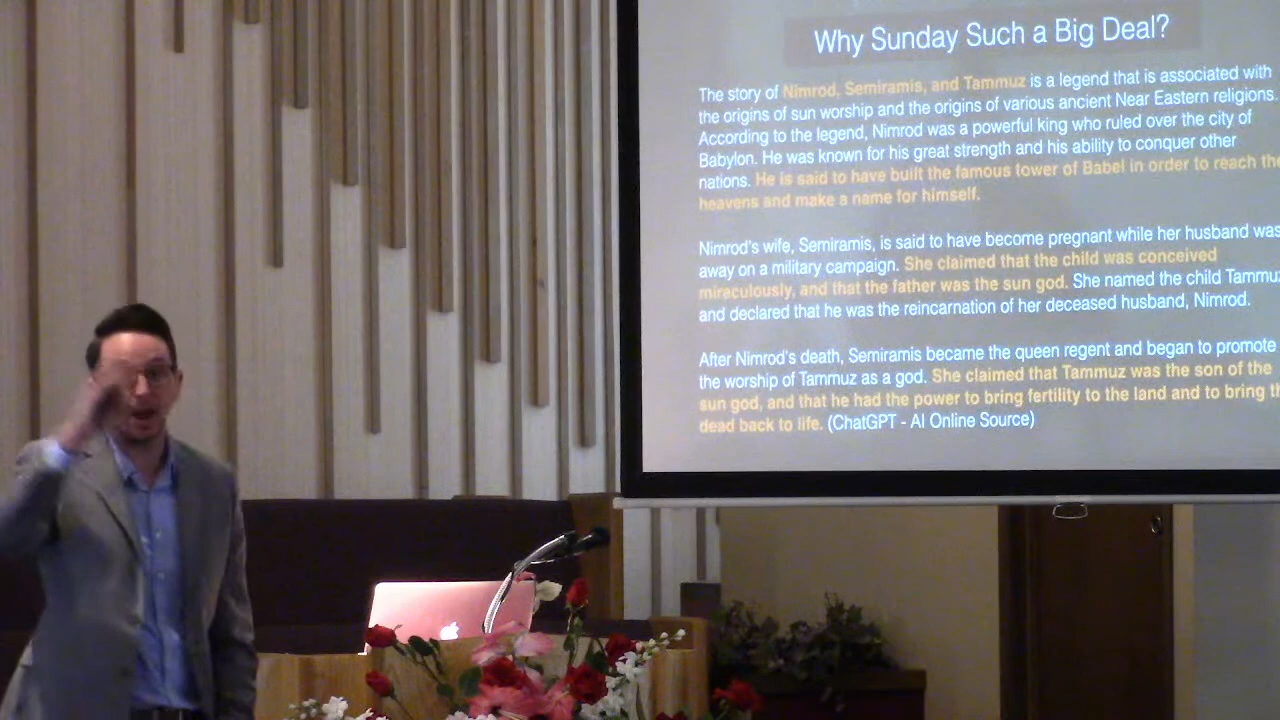 Why Sunday Such a Big Deal?
The story of Nimrod, Semiramis, and Tammuz is a legend that is associated with
the origins of sun worship and the origins of various ancient Near Eastern religions.
According to the legend, Nimrod was a powerful king who ruled over the city of
Babylon. He was known for his great strength and his ability to conquer other
nations. He is said to have built the famous tower of Babel in order to reach the
heavens and make a name for himself.
Nimrod's wife, Semiramis, is said to have become pregnant while her husband was
away on a military campaign. She claimed that the child was conceived
miraculously, and that the father was the sun god. She named the child Tammuz
and declared that he was the reincarnation of her deceased husband, Nimrod.
After Nimrod's death, Semiramis became the queen regent and began to promote
the worship of Tammuz as a god. She claimed that Tammuz was the son of the
sun god, and that he had the power to bring fertility to the land and to bring th
dead back to life. (ChatGPT - AI Online Source)